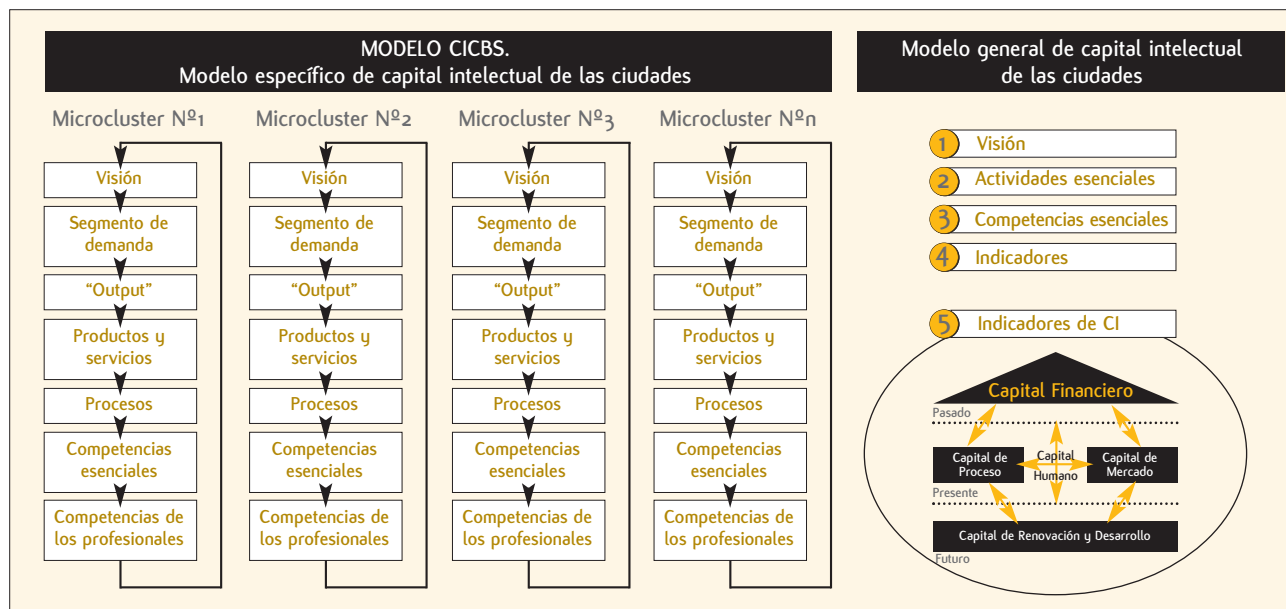 MODELO CICBS.
Modelo específico de capital intelectual de las ciudades
Microcluster Nº1
Visión
Segmento de
demanda
“Output”
Productos y
servicios
Procesos
Competencias
esenciales
Competencias de
los profesionales
Microcluster Nº2
Visión
Segmento de
demanda
“Output”
Productos y
servicios
Procesos
Competencias
esenciales
Competencias de
los profesionales
Microcluster Nº3
Visión
Segmento de
demanda
“Output”
Productos y
servicios
Procesos
Competencias
esenciales
Competencias de
los profesionales
Microcluster Nºn
Visión
Segmento de
demanda
“Output”
Productos y
servicios
Procesos
Competencias
esenciales
Competencias de
los profesionales
Modelo general de capital intelectual
de las ciudades
1 Visión
2 Actividades esenciales
3 Competencias esenciales
4 Indicadores
5 Indicadores de CI
Capital Financiero
Pasado
Capital de
Proceso
Capital
Humano
Capital de
Mercado
Presente
Capital de Renovación y Desarrollo
Futuro